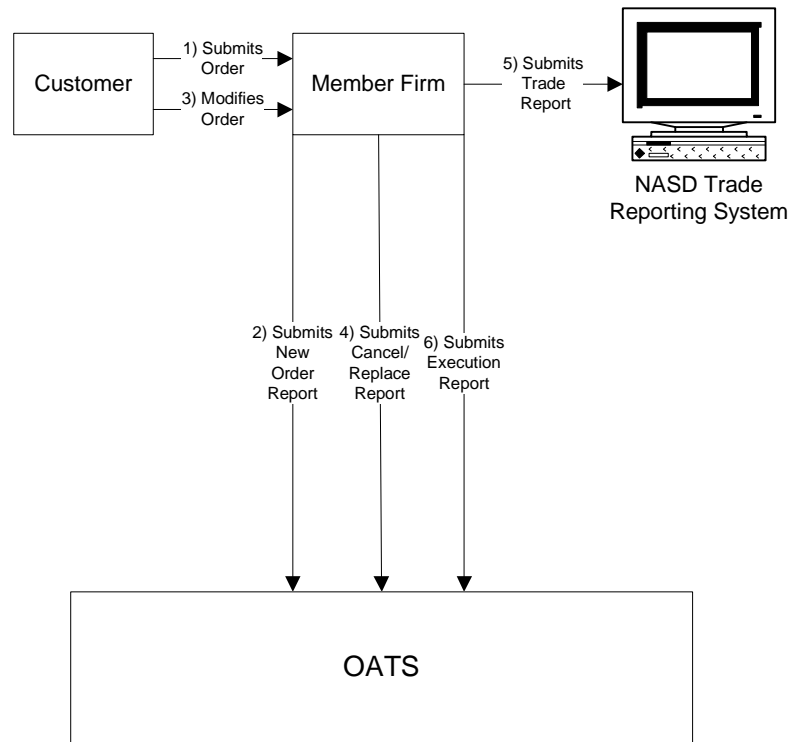 Customer
1) Submits
Order
3) Modifies
Order
Member Firm
5) Submits
Trade
Report
NASD Trade
Reporting System
2) Submits
New
Order
Report
4) Submits
Cancel/
Replace
Report
6) Submits
Execution
Report
OATS